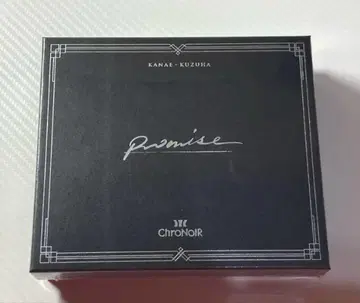 KANAE - KUZUHA
Promise
ChroNoiR